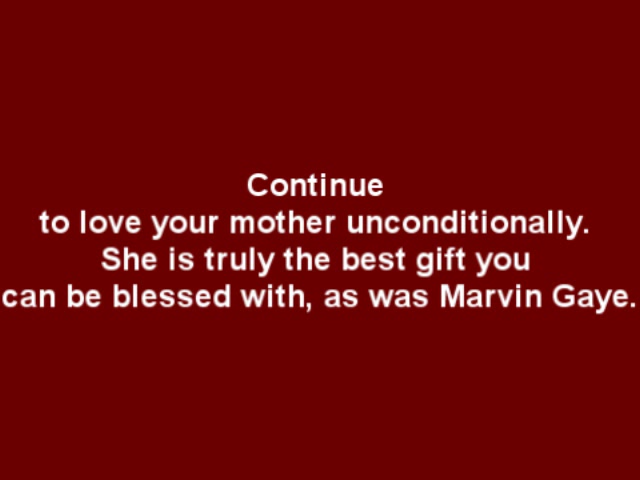 Continue
to love your mother unconditionally.
She is truly the best gift you
can be blessed with, as was Marvin Gaye.